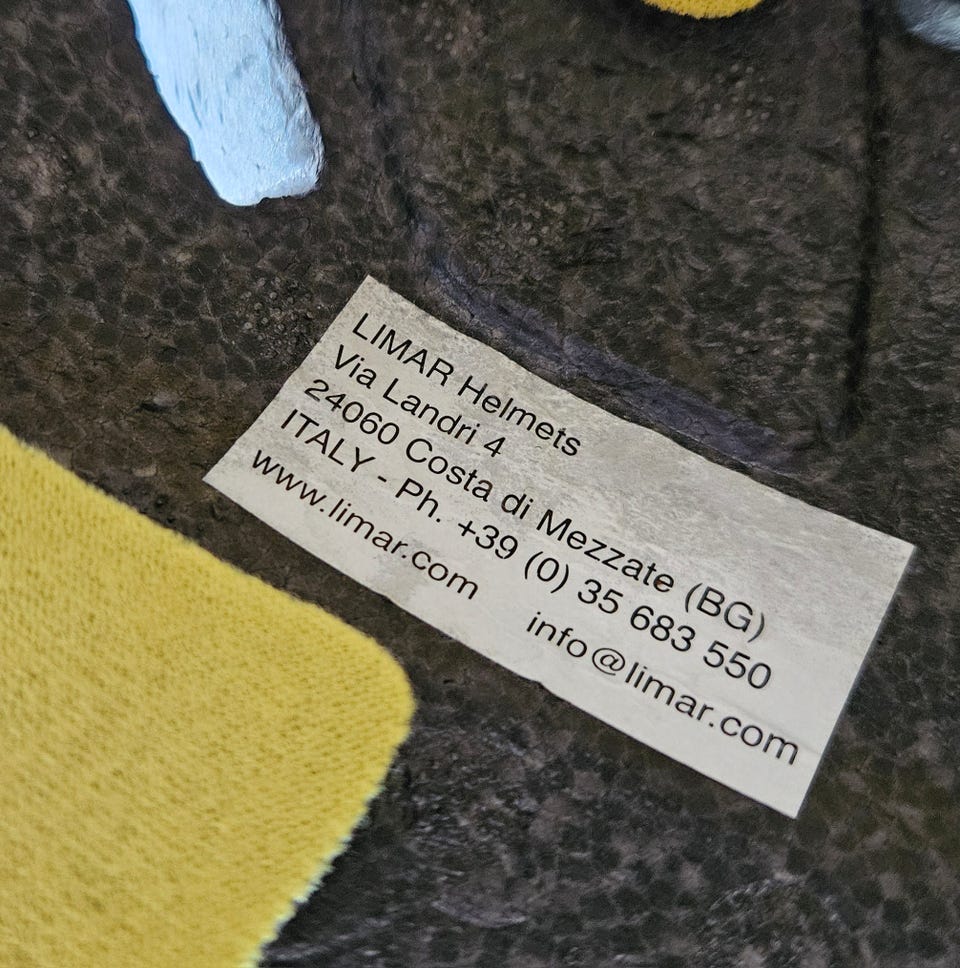 LIMAR Helmets
Via Landri 4
24060 Costa di Mezzate (BG)
ITALY - Ph. +39 (0) 35 683 550
www.limar.com info@limar.com